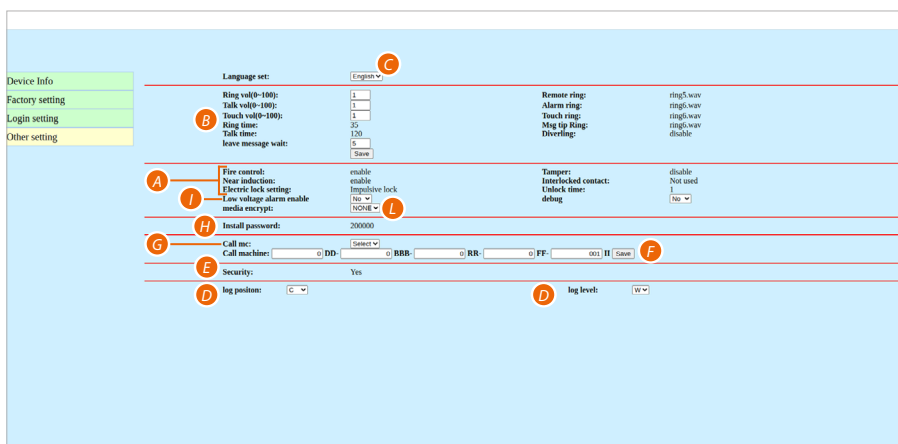 C
Language set: English
Device Info
Factory setting
Login setting
Other setting
Ring vol(0~100): 1 Remote ring: ring5.wav
Talk vol(0~100): 1 Alarm ring: ring6.wav
B Touch vol(0~100): 1 Touch ring: ring6.wav
Ring time: 35 Msg tip Ring: ring6.wav
Talk time: 120 Diverling: disable
leave message wait: 5
Save
Fire control: enable Tamper: disable
A Near induction: enable Interlocked contact: Not used
Electric lock setting: Impulsive lock Unlock time: 1
I Low voltage alarm enable No debug No
media encrypt: NONE L
H Install password: 200000
G Call mc: Select
Call machine: 0 DD- 0 BBB- 0 RR- 0 FF- 001 II Save F
E Security: Yes
D log positon: C D log level: W